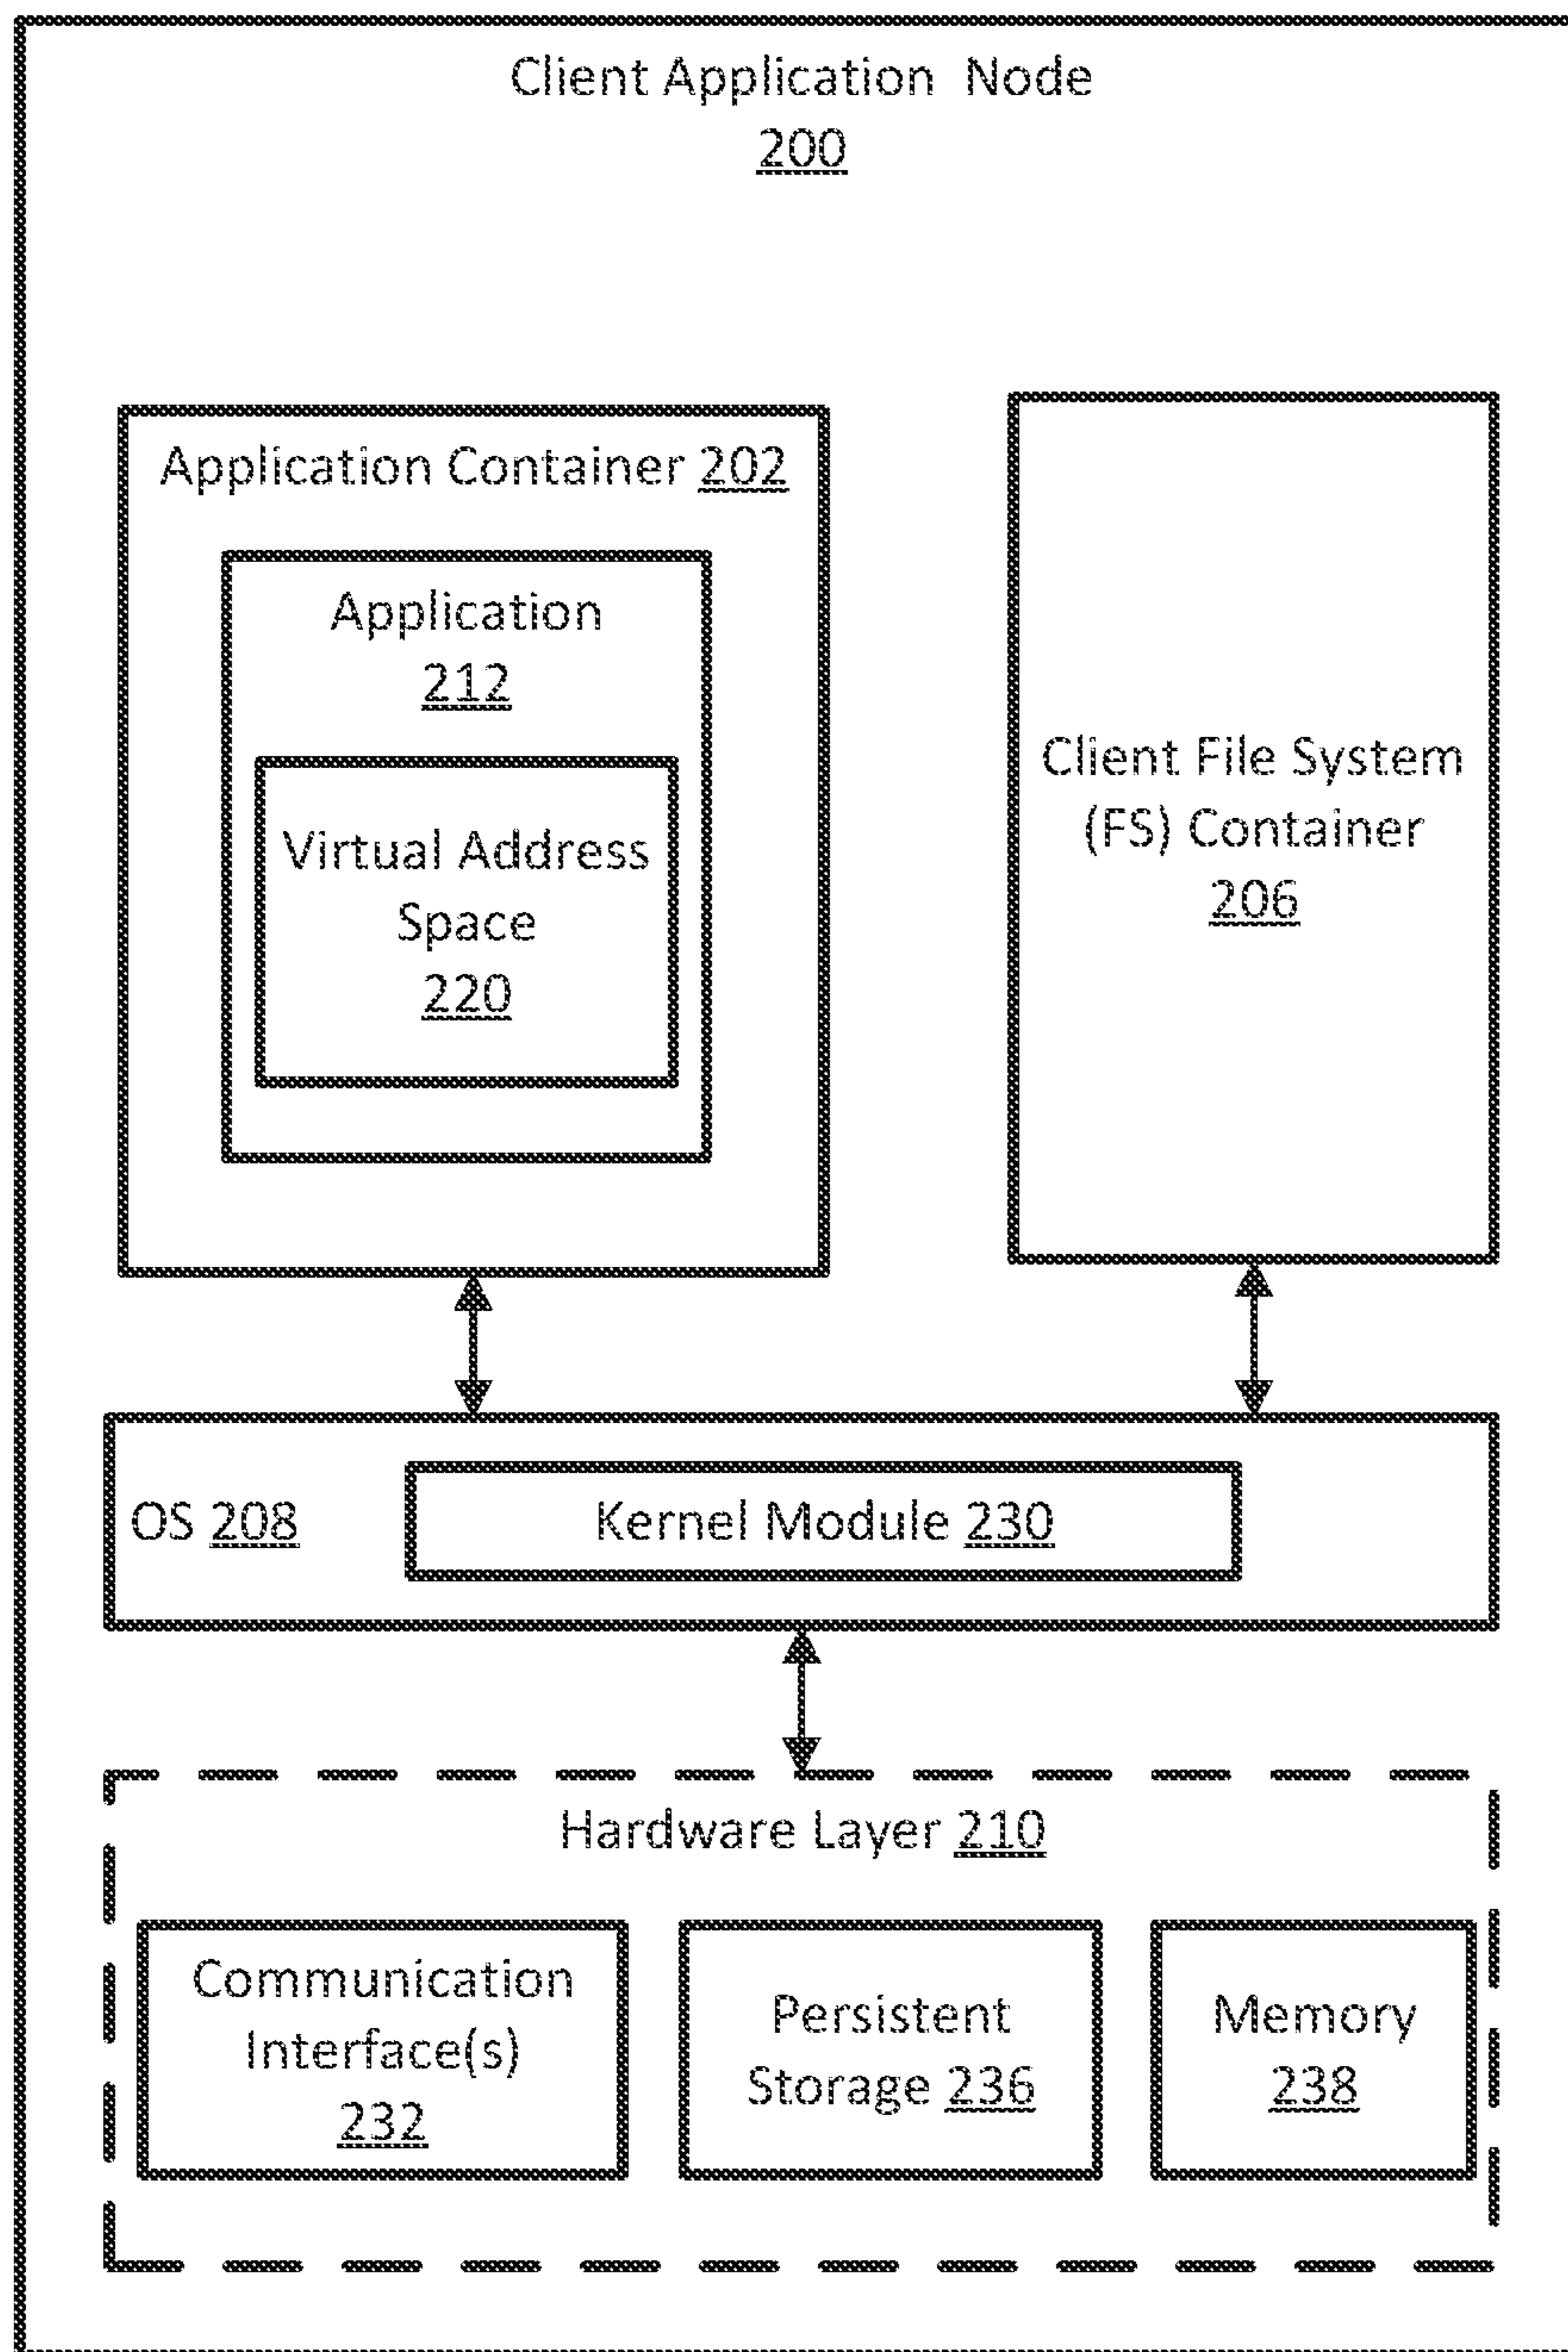 Client Application Node
200
Application Container 202
Application
212
Virtual Address
Space
220
Client File System
(FS) Container
206
OS 208
Kernel Module 230
Hardware Layer 210
Communication
Interface(s)
232
Persistent
Storage 236
Memory
238